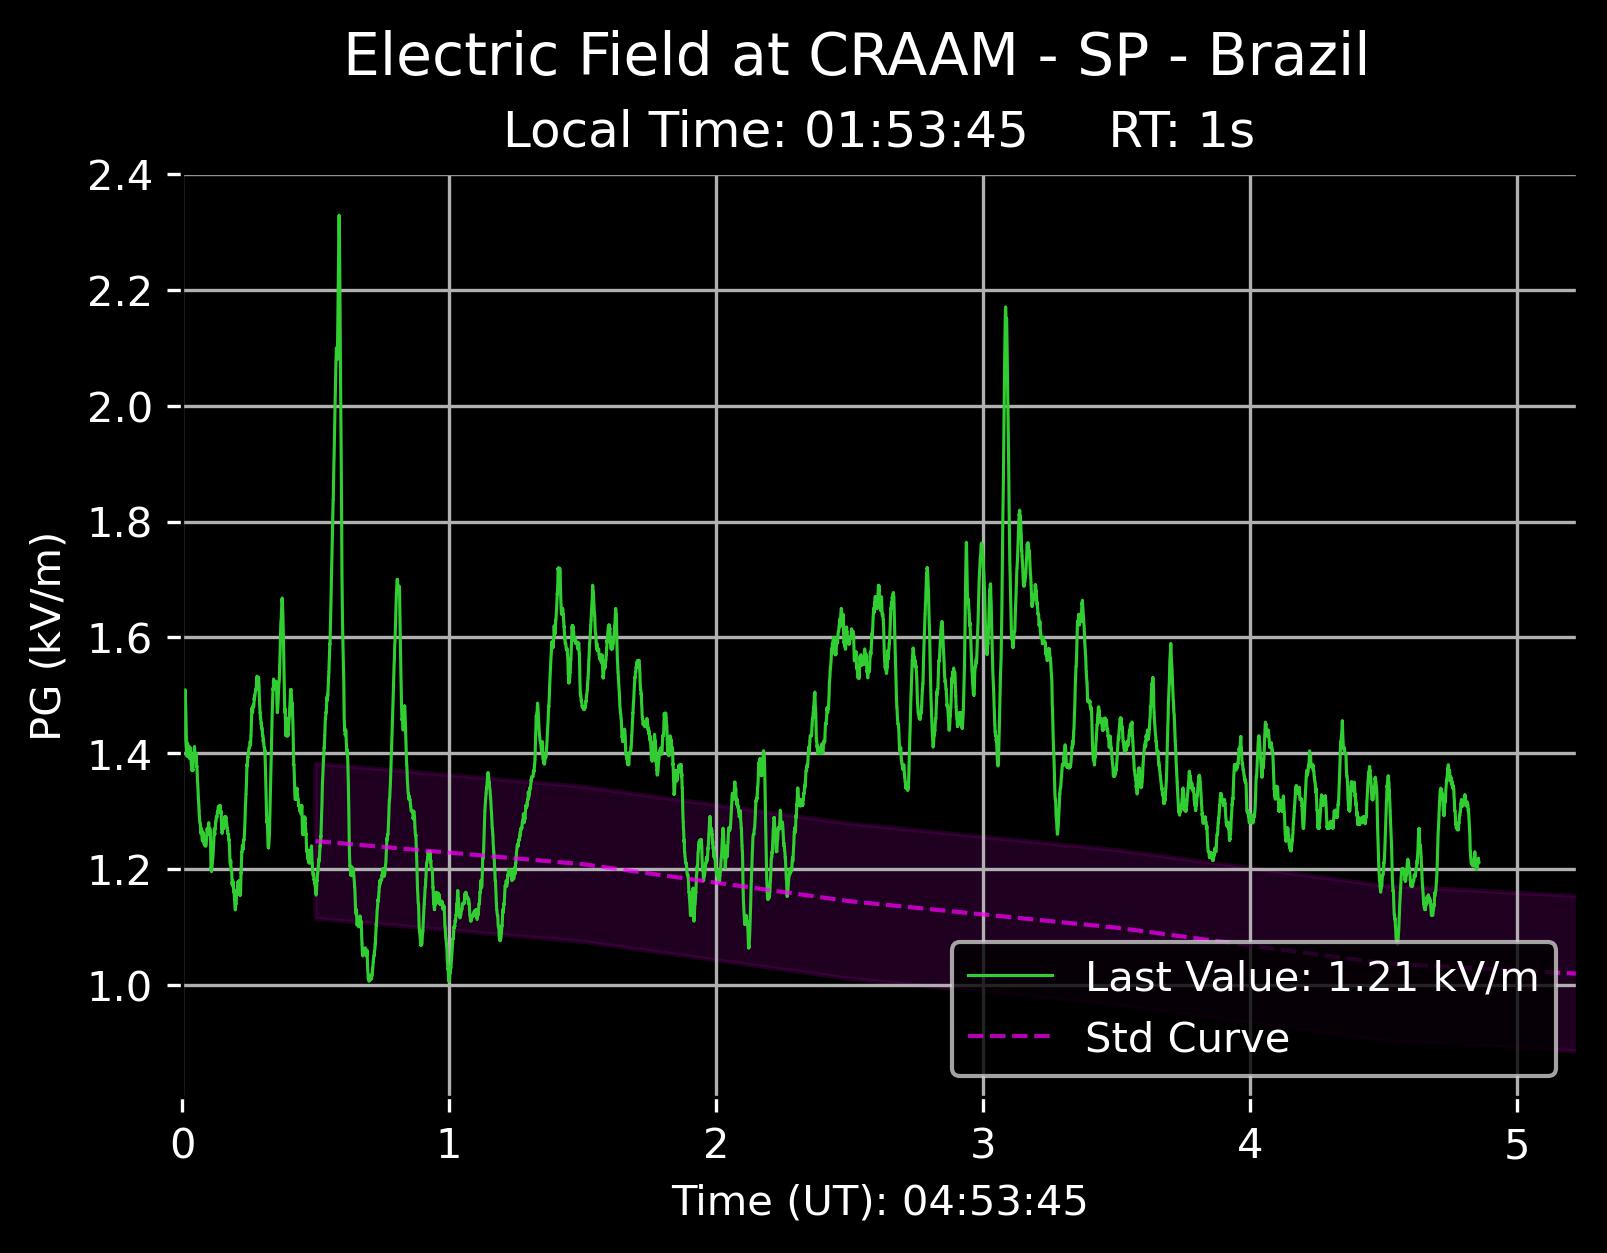 Electric Field at CRAAM - SP - Brazil
Local Time: 01:53:45 RT: 1s
2.4
2.2
2.0
1.8
1.6
1.4
1.2
1.0
PG (kV/m)
Last Value: 1.21 kV/m
Std Curve
0 1 2 3 4 5
Time (UT): 04:53:45